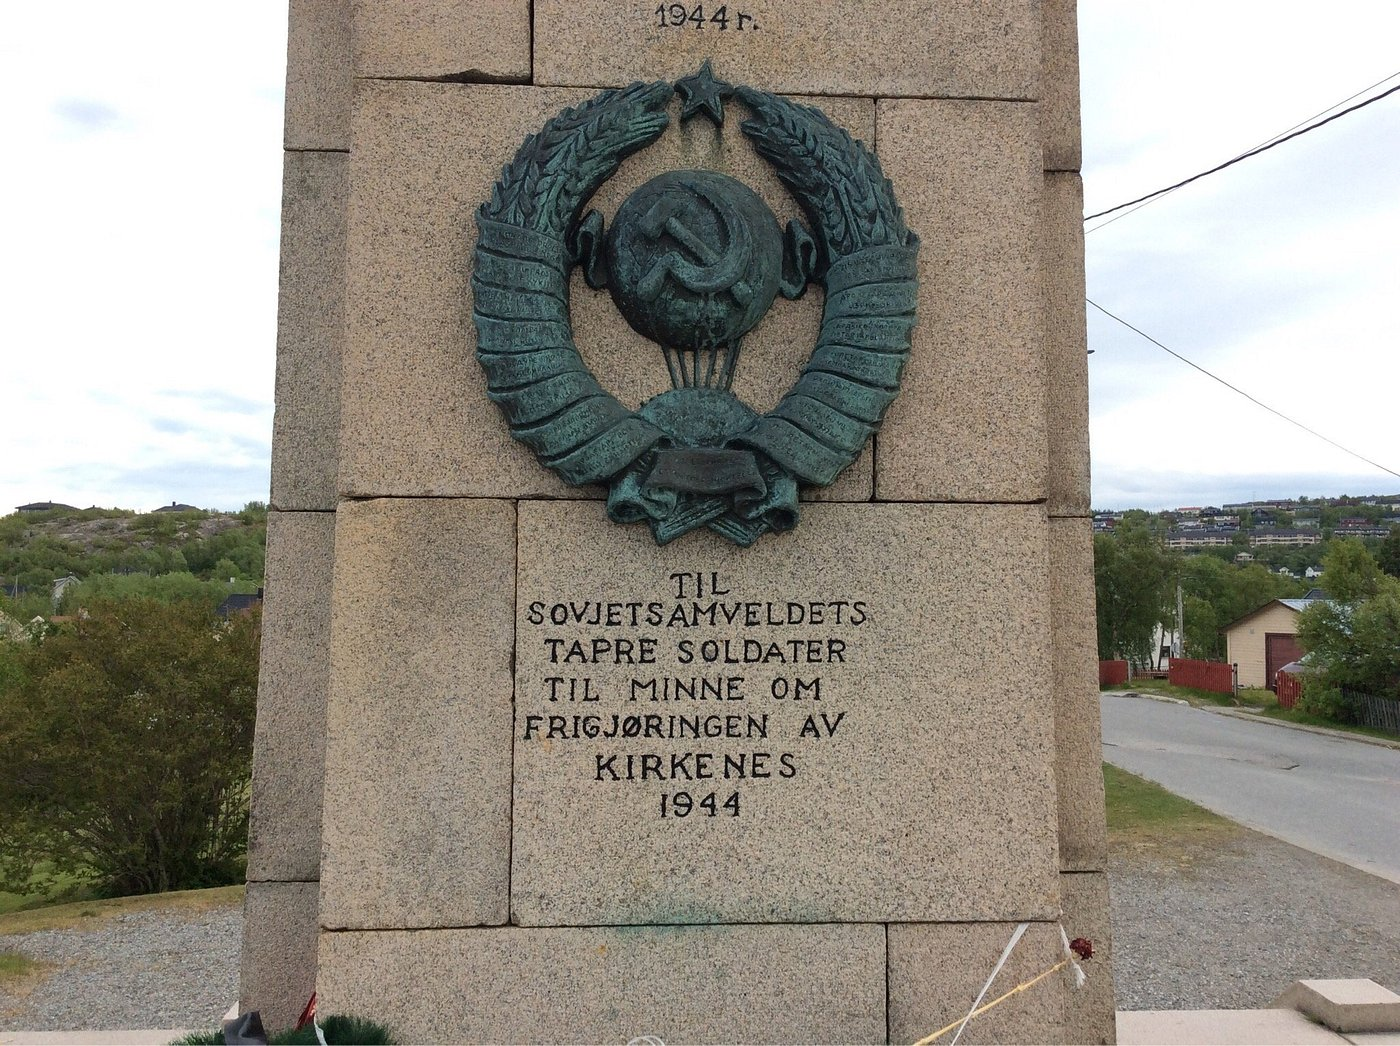 1944 г.
TIL
SOVJETSAMVELDETS
TAPRE SOLDATER
TIL MINNE OM
FRIGJØRINGEN AV
KIRKENES
1944